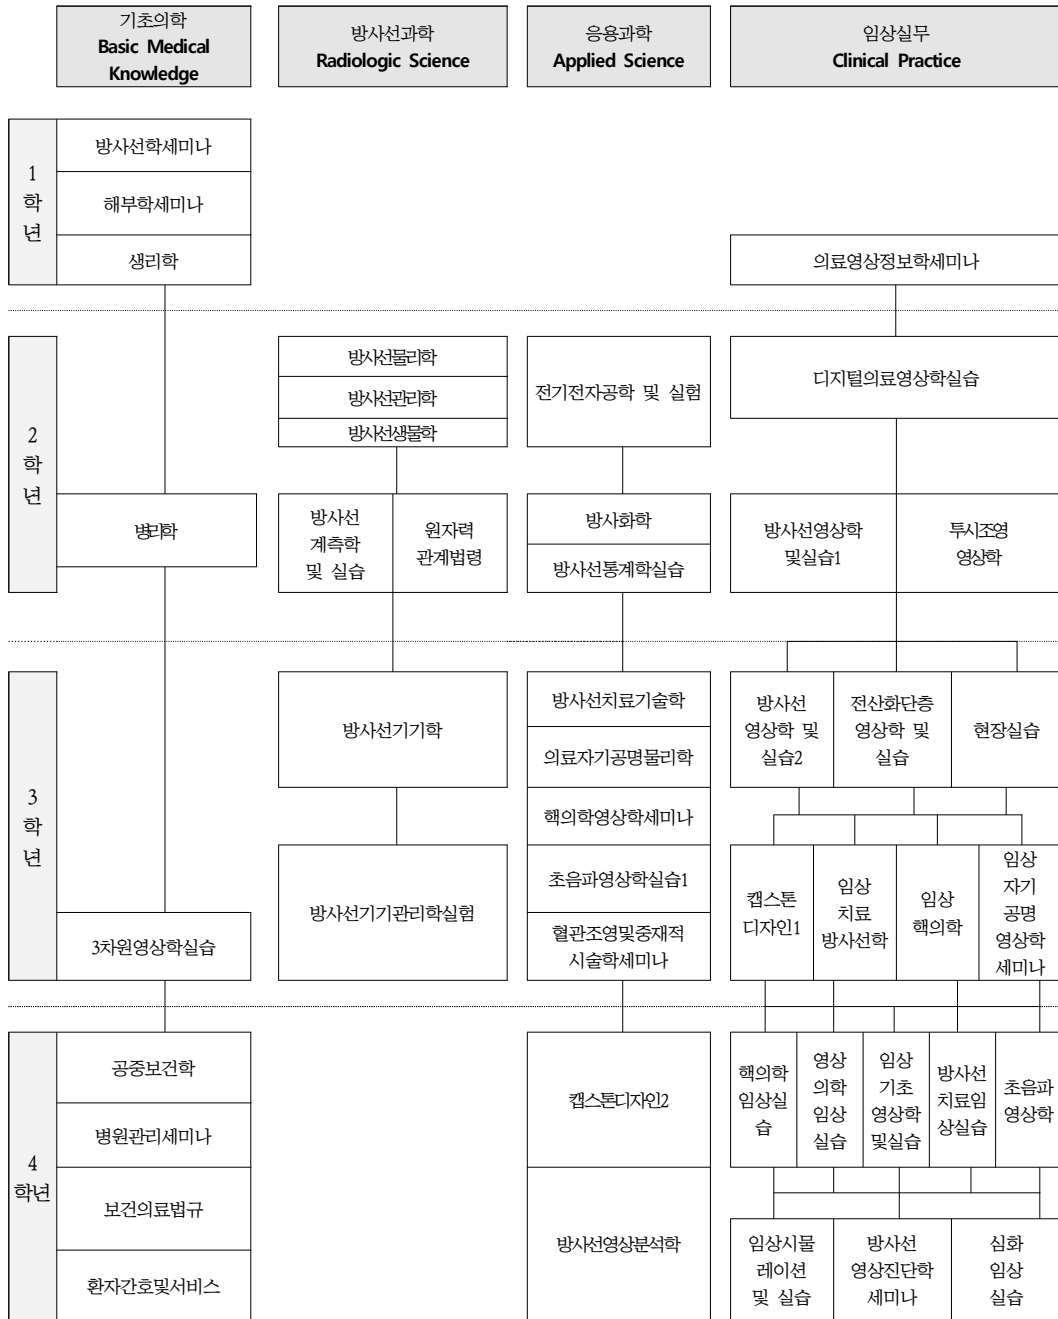 기초의학
Basic Medical
Knowledge
방사선과학
Radiologic Science
응용과학
Applied Science
임상실무
Clinical Practice
1
학
년
방사선학세미나
해부학세미나
생리학
의료영상정보학세미나
2
학
년
방사선물리학
방사선관리학
방사선생물학
전기전자공학 및 실험
디지털의료영상학실습
병리학
방사선
계측학
및 실습
원자력
관계법령
방사화학
방사선통계학실습
방사선영상학
및실습1
투시조영
영상학
3
학
년
방사선기기학
방사선치료기술학
의료자기공명물리학
핵의학영상학세미나
방사선
영상학 및
실습2
전산화단층
영상학 및
실습
현장실습
3차원영상학실습
방사선기기관리학실험
초음파영상학실습1
혈관조영및중재적
시술학세미나
캡스톤
디자인1
임상
치료
방사선학
임상
핵의학
임상
자기
공명
영상학
세미나
4
학년
공중보건학
병원관리세미나
보건의료법규
환자간호및서비스
캡스톤디자인2
방사선영상분석학
핵의학
임상실
습
영상
의학
임상
실습
임상
기초
영상학
및실습
방사선
치료임
상실습
초음파
영상학
임상시물
레이션
및 실습
방사선
영상진단학
세미나
심화
임상
실습